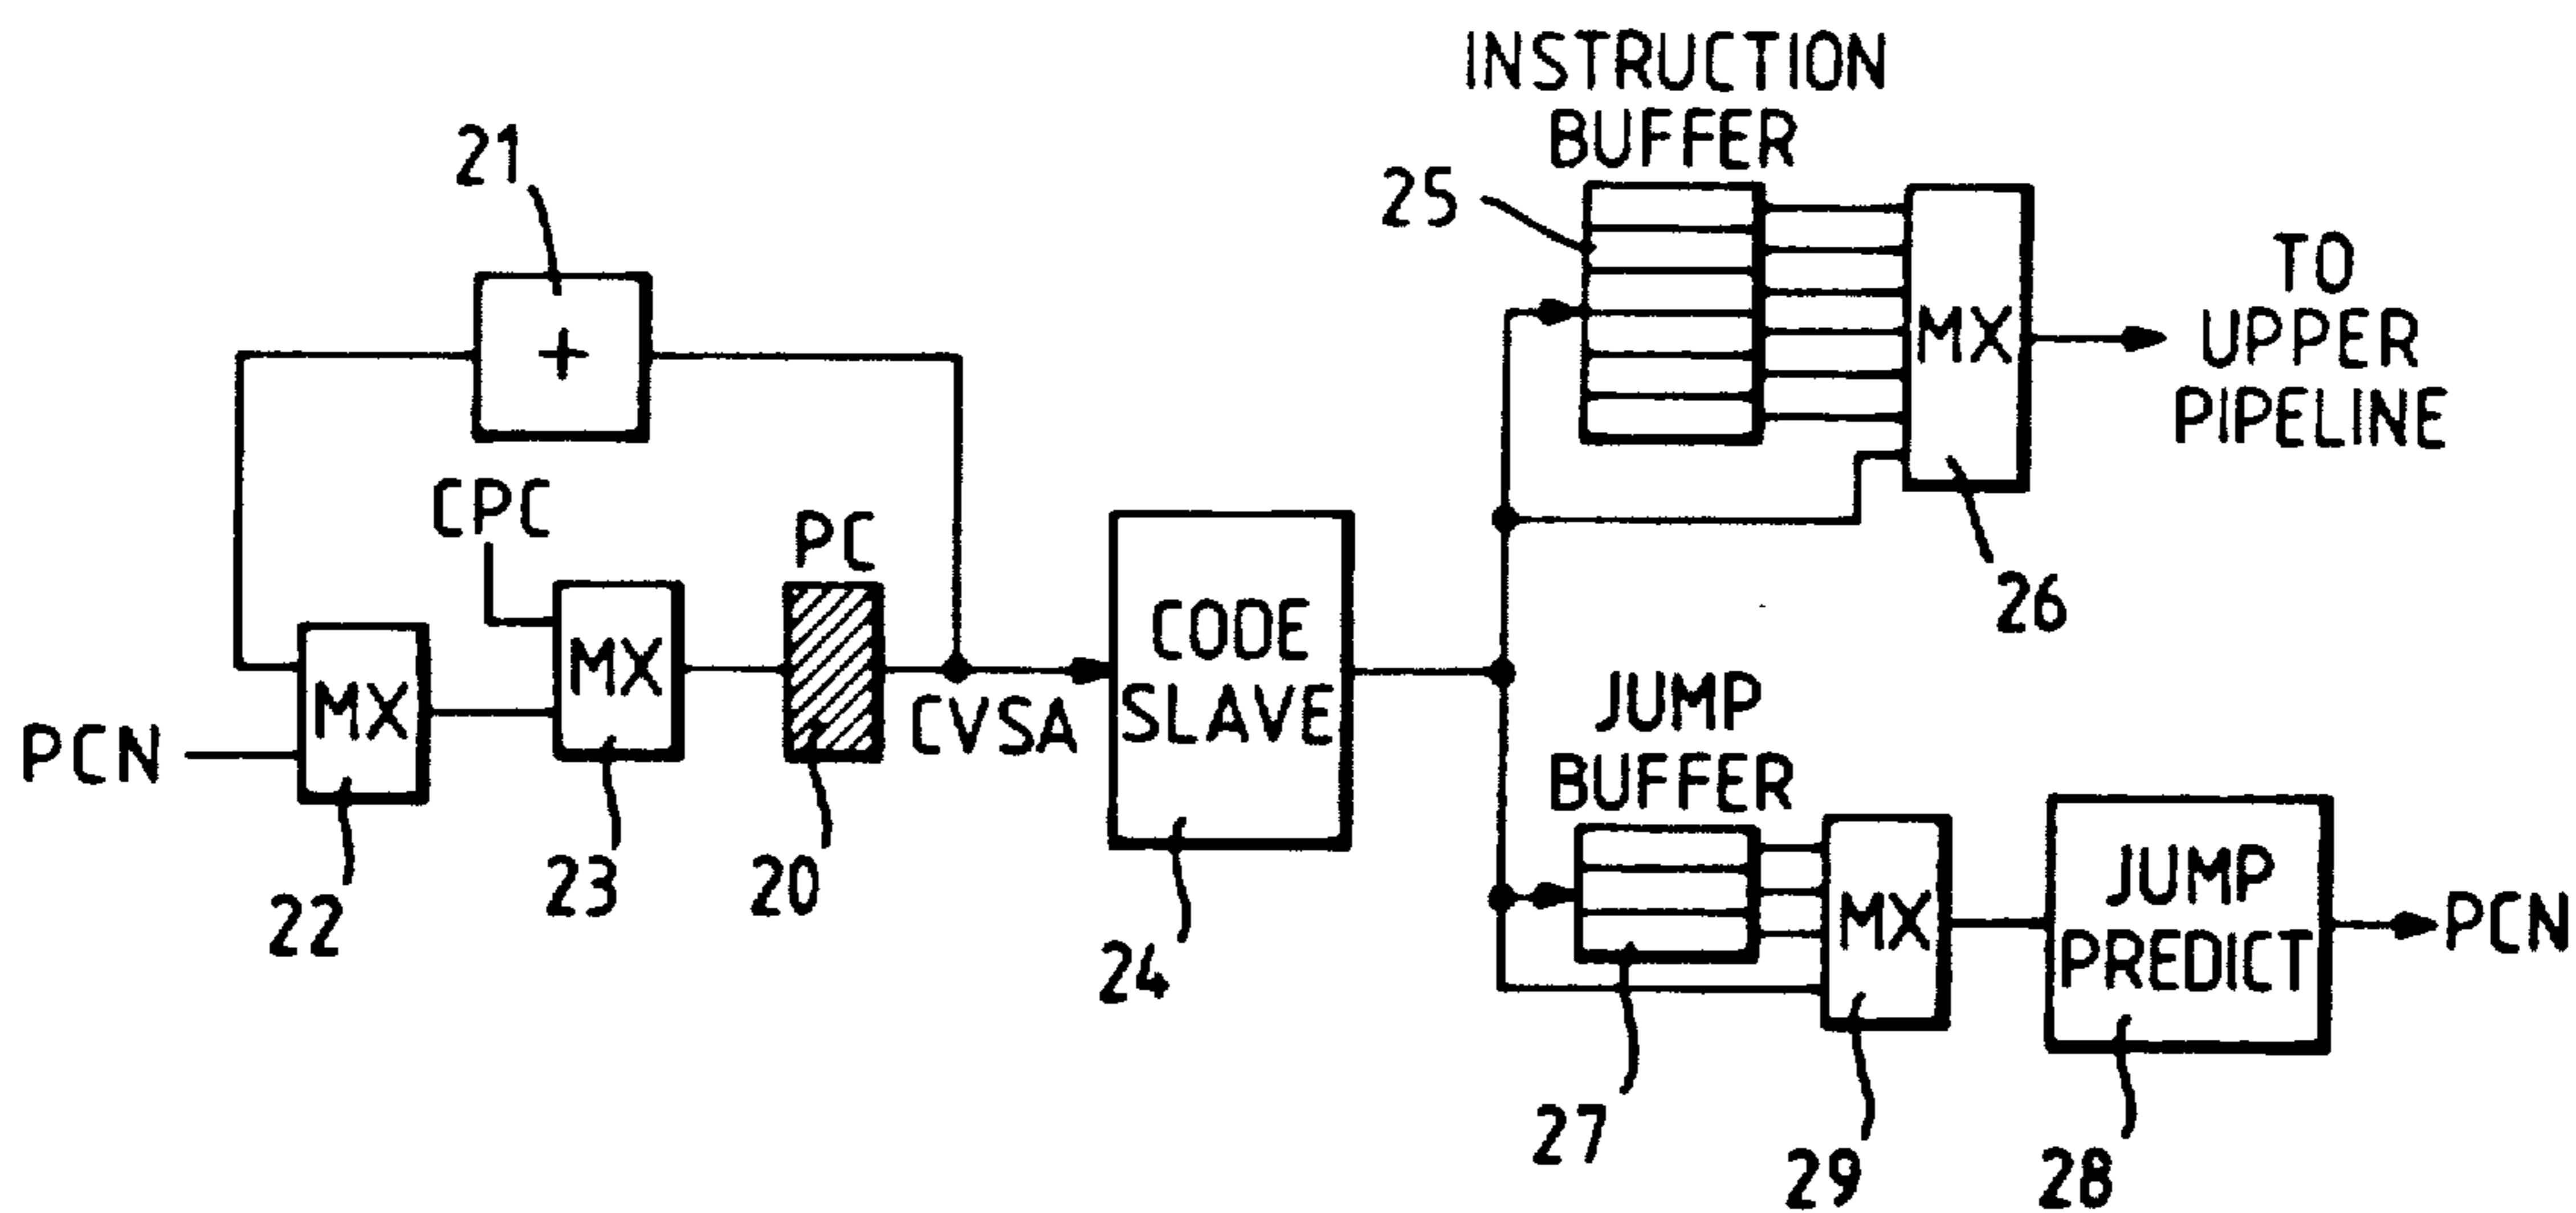 INSTRUCTION
BUFFER
25
MX
26
TO
UPPER
PIPELINE
21
+
CPC
PC
PCN
MX
22
MX
23
20
CVSA
CODE
SLAVE
24
JUMP
BUFFER
27
MX
29
JUMP
PREDICT
28
PCN